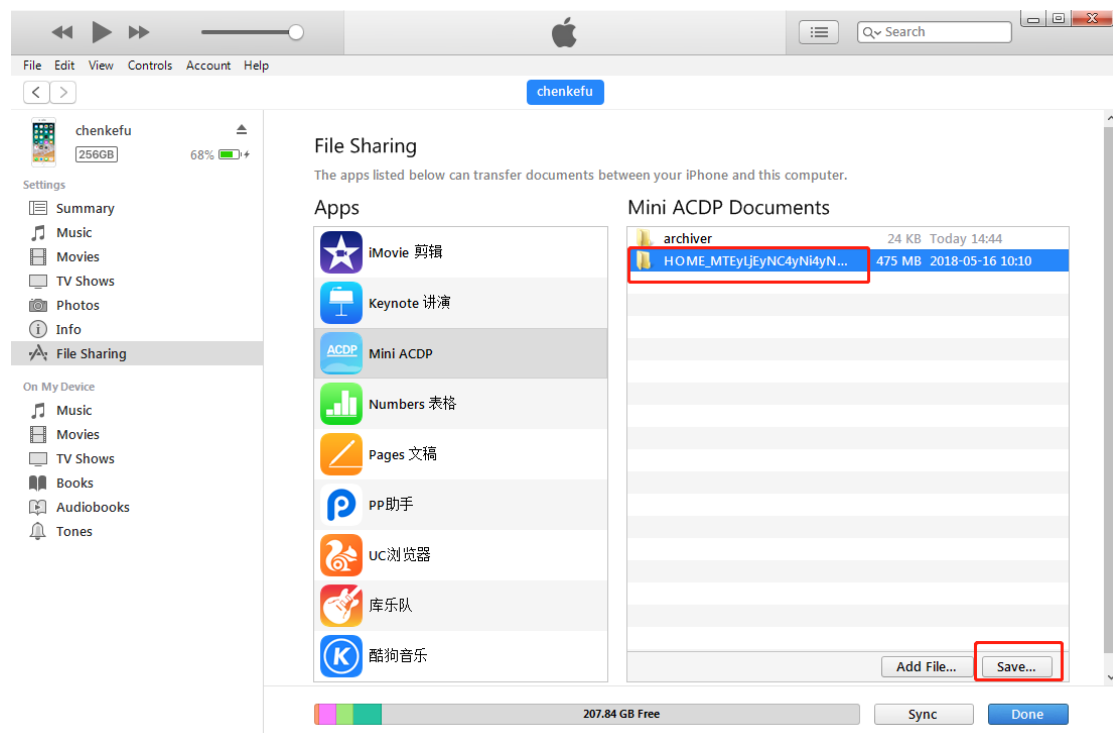 Search
File Edit View Controls Account Help
chenkefu
chenkefu
256GB 68%
Settings
Summary
Music
Movies
TV Shows
Photos
Info
File Sharing
On My Device
Music
Movies
TV Shows
Books
Audiobooks
Tones
File Sharing
The apps listed below can transfer documents between your iPhone and this computer.
Apps
iMovie 剪辑
Keynote 讲演
ACDP Mini ACDP
Numbers 表格
Pages 文稿
PP助手
UC浏览器
库乐队
K 酷狗音乐
Mini ACDP Documents
archiver 24 KB Today 14:44
HOME_MTEyLjEyNC4yNi4yN... 475 MB 2018-05-16 10:10
Add File... Save...
207.84 GB Free Sync Done